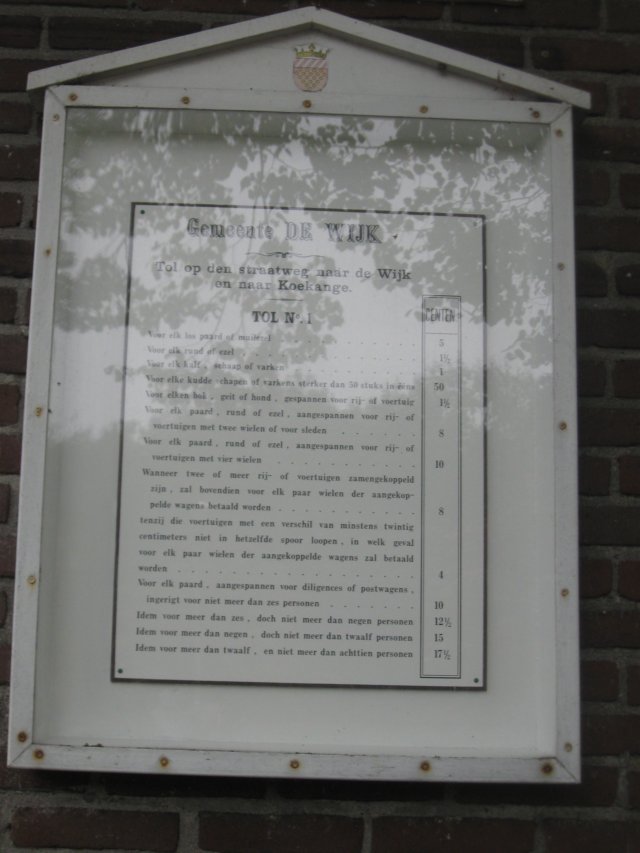 Gemeente DE WIJK
Tol op den straatweg naar de Wijk
en naar Koekange.
TOL No. 1
CENTEN
Voor elk los paard of muilezel 5
Voor elk rund of ezel 1½
Voor elk kalf, schaap of varken 1
Voor elke kudde schapen of varkens sterker dan 50 stuks inééns 50
Voor elken bok, geit of hond, gespannen voor rij- of voertuig 1½
Voor elk paard, rund of ezel, aangespannen voor rij- of
voertuigen met twee wielen of voor sleden 8
Voor elk paard, rund of ezel, aangespannen voor rij- of
voertuigen met vier wielen 10
Wanneer twee of meer rij- of voertuigen zamengekoppeld
zijn, zal bovendien voor elk paar wielen der aangekop-
pelde wagens betaald worden 8
tenzij die voertuigen met een verschil van minstens twintig
centimeters niet in hetzelfde spoor loopen, in welk geval
voor elk paar wielen der aangekoppelde wagens zal betaald
worden 4
Voor elk paard, aangespannen voor diligences of postwagens,
ingerigt voor niet meer dan zes personen 10
Idem voor meer dan zes, doch niet meer dan negen personen 12½
Idem voor meer dan negen, doch niet meer dan twaalf personen 15
Idem voor meer dan twaalf, en niet meer dan achttien personen 17½